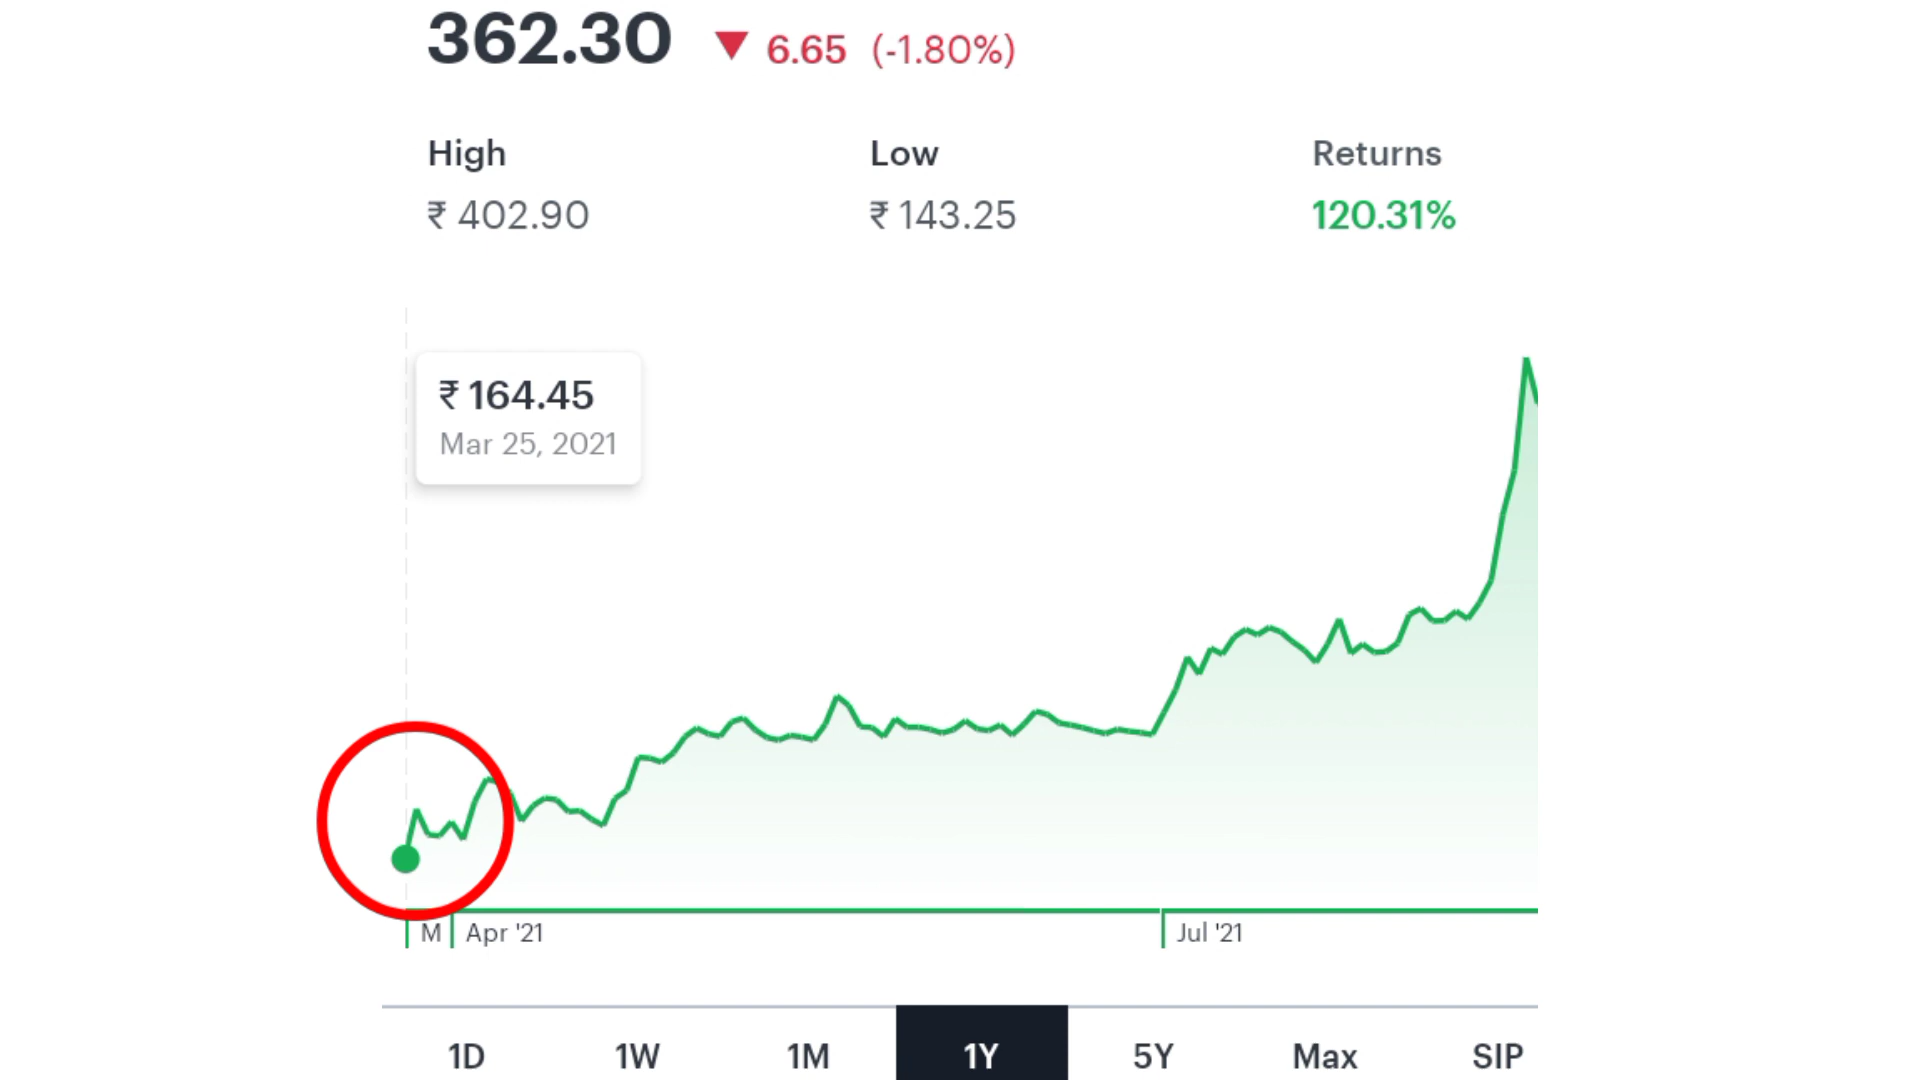 362.30 ▼ 6.65 (-1.80%)
High Low Returns
₹ 402.90 ₹ 143.25 120.31%
₹ 164.45
Mar 25, 2021
M Apr '21 Jul '21
1D 1W 1M 1Y 5Y Max SIP